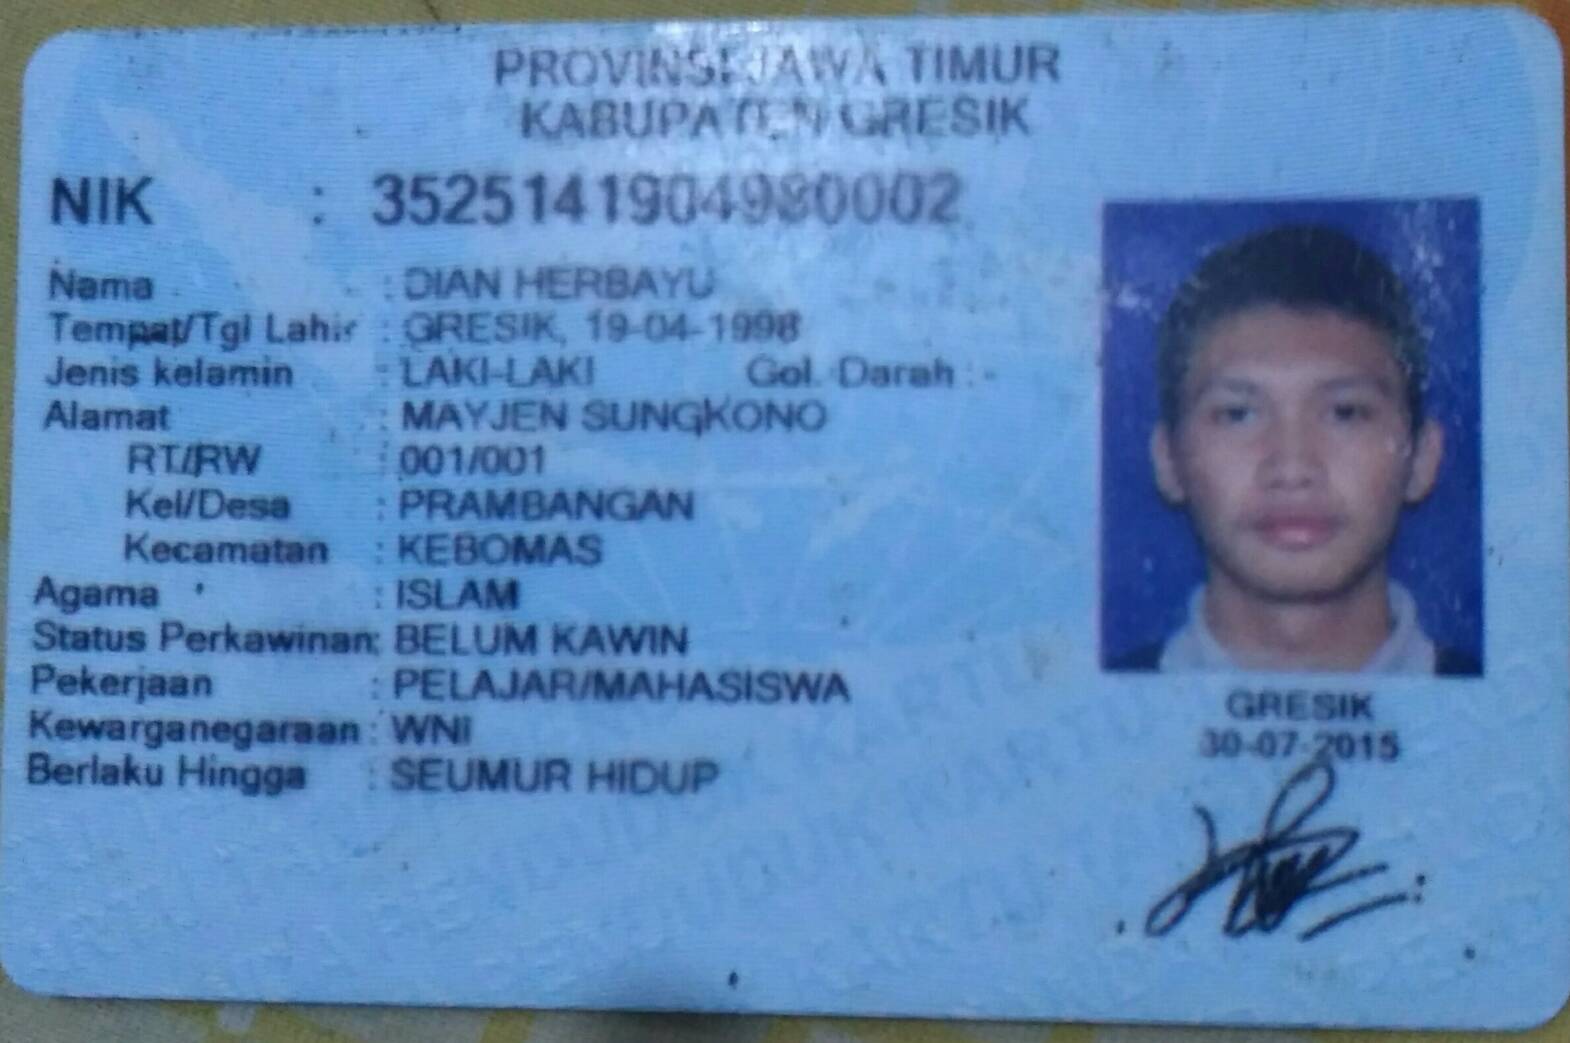 PROVINSI JAWA TIMUR
KABUPATEN GRESIK
NIK : 3525141904980002
Nama : DIAN HERBAYU
Tempat/Tgl Lahir : GRESIK, 19-04-1998
Jenis kelamin : LAKI-LAKI Gol. Darah : -
Alamat : MAYJEN SUNGKONO
RT/RW : 001/001
Kel/Desa : PRAMBANGAN
Kecamatan : KEBOMAS
Agama : ISLAM
Status Perkawinan: BELUM KAWIN
Pekerjaan : PELAJAR/MAHASISWA
Kewarganegaraan : WNI
Berlaku Hingga : SEUMUR HIDUP
GRESIK
30-07-2015